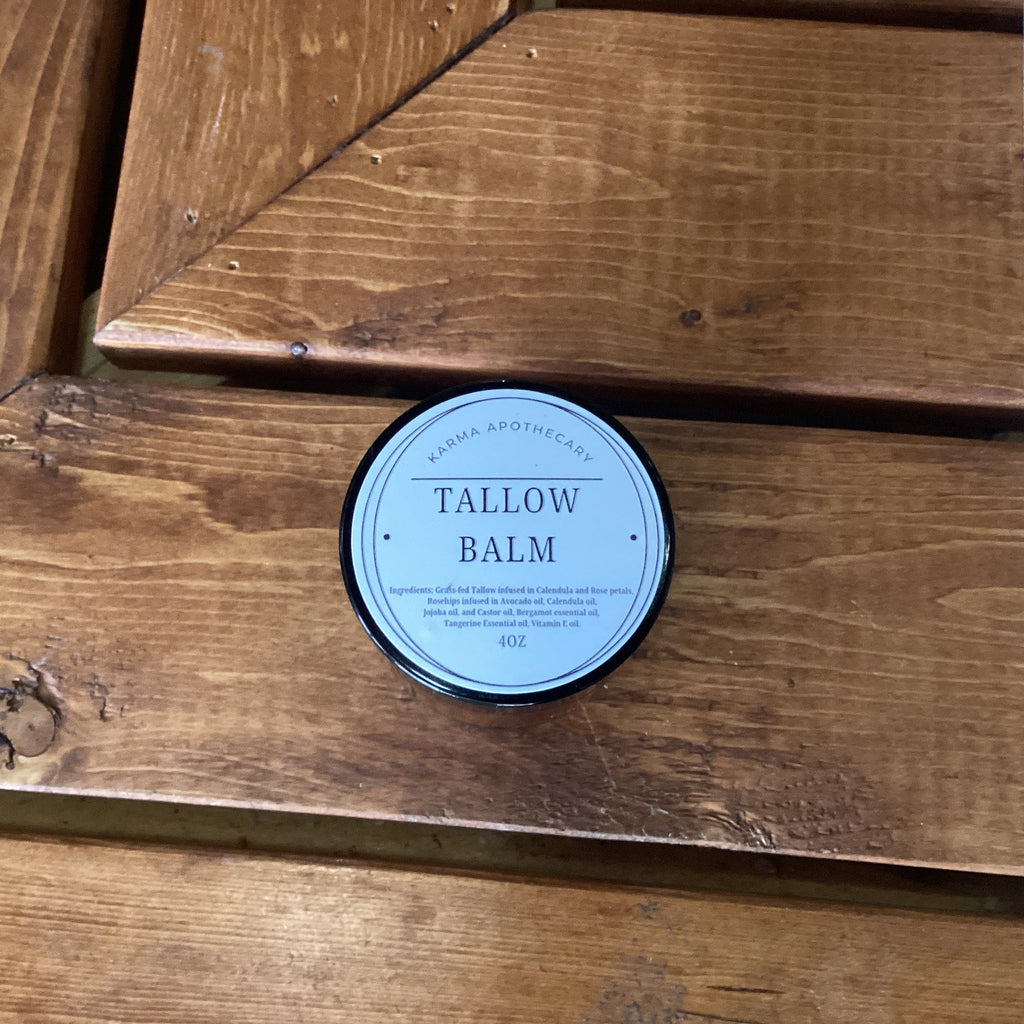 KARMA APOTHECARY
TALLOW
BALM
Ingredients: Grass-fed Tallow infused in Calendula and Rose petals,
Rosehips infused in Avocado oil, Calendula oil,
Jojoba oil, and Castor oil, Bergamot essential oil,
Tangerine Essential oil, Vitamin E oil.
4OZ